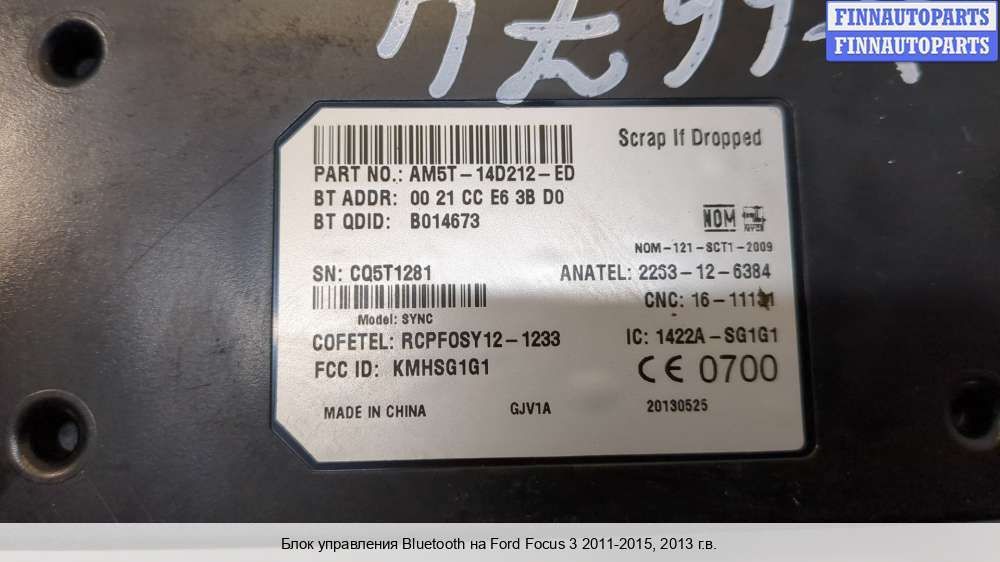 FINNAUTOPARTS
FINNAUTOPARTS
Scrap If Dropped
PART NO.: AM5T-14D212-ED
BT ADDR: 00 21 CC E6 3B D0
BT QDID: B014673
NOM
NOM-121-SCT1-2009
SN: CQ5T1281
ANATEL: 2253-12-6384
CNC: 16-11131
Model: SYNC
COFETEL: RCPFOSY12-1233
IC: 1422A-SG1G1
FCC ID: KMHSG1G1
CE 0700
MADE IN CHINA
GJV1A
20130525
Блок управления Bluetooth на Ford Focus 3 2011-2015, 2013 г.в.